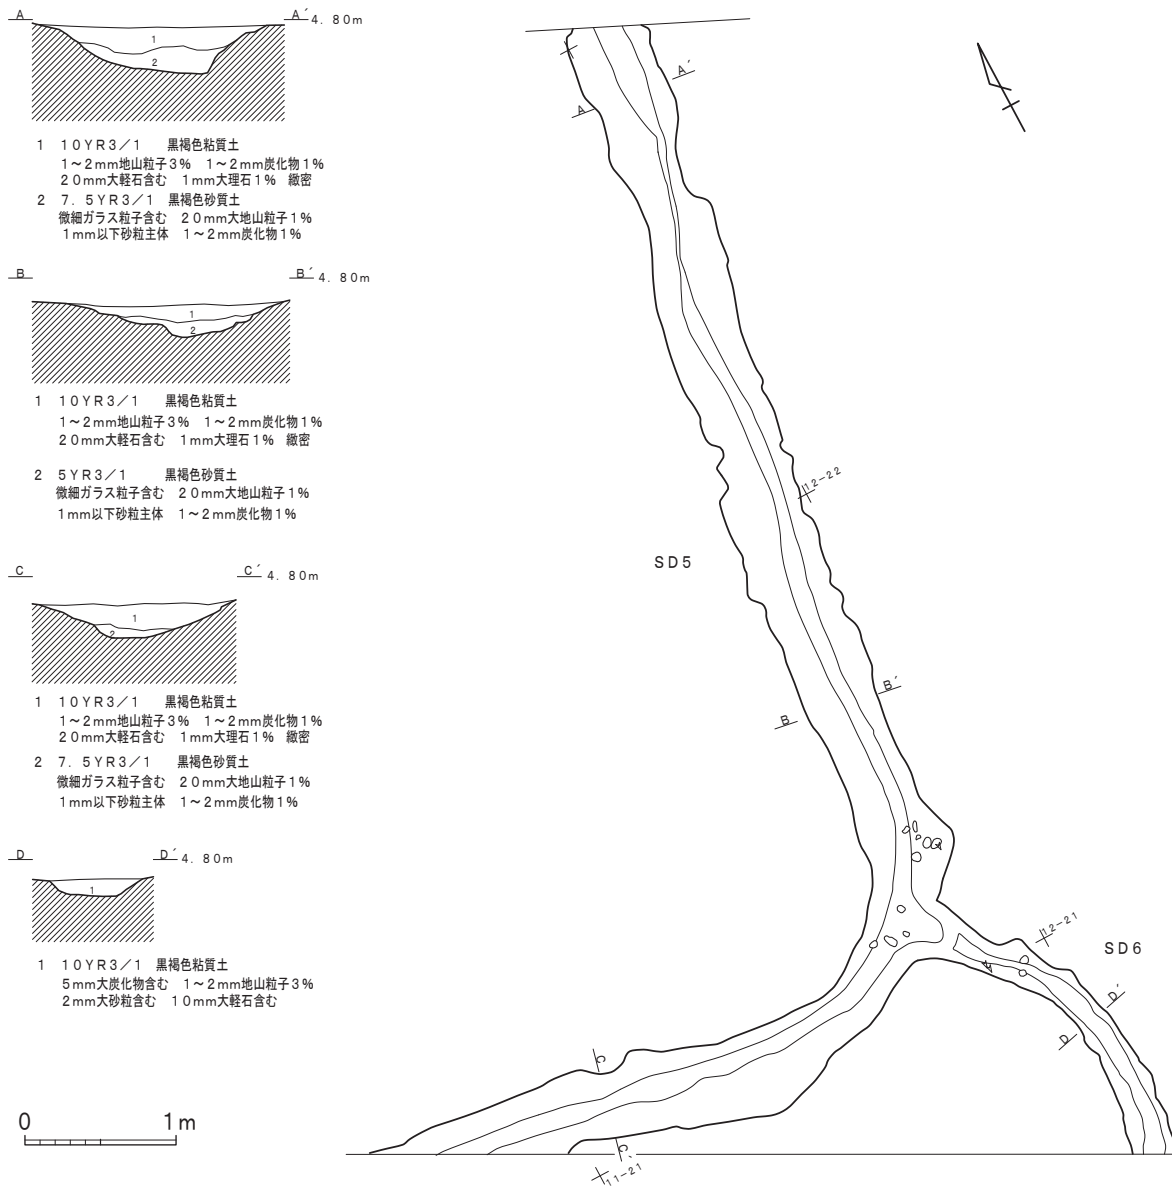 A A´ 4．80m
1
2
1 10YR3／1 黒褐色粘質土
1～2mm地山粒子3% 1～2mm炭化物1%
20mm大軽石含む 1mm大理石1% 緻密
2 7．5YR3／1 黒褐色砂質土
微細ガラス粒子含む 20mm大地山粒子1%
1mm以下砂粒主体 1～2mm炭化物1%
B B´ 4．80m
1
2
1 10YR3／1 黒褐色粘質土
1～2mm地山粒子3% 1～2mm炭化物1%
20mm大軽石含む 1mm大理石1% 緻密
2 5YR3／1 黒褐色砂質土
微細ガラス粒子含む 20mm大地山粒子1%
1mm以下砂粒主体 1～2mm炭化物1%
C C´ 4．80m
1
2
1 10YR3／1 黒褐色粘質土
1～2mm地山粒子3% 1～2mm炭化物1%
20mm大軽石含む 1mm大理石1% 緻密
2 7．5YR3／1 黒褐色砂質土
微細ガラス粒子含む 20mm大地山粒子1%
1mm以下砂粒主体 1～2mm炭化物1%
D D´ 4．80m
1
1 10YR3／1 黒褐色粘質土
5mm大炭化物含む 1～2mm地山粒子3%
2mm大砂粒含む 10mm大軽石含む
0 1m
A A´
12-22
SD5
B B´
12-21
SD6
D D´
C C´
11-21